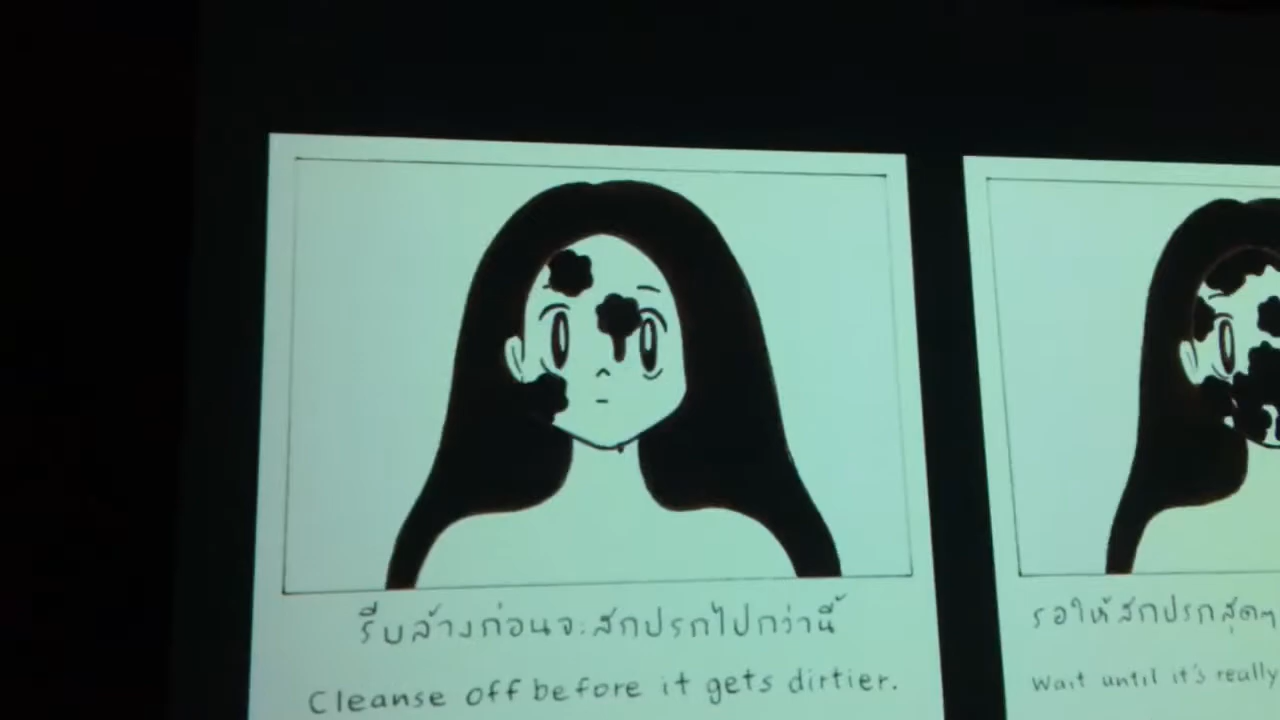 รีบล้างก่อนจะสกปรกไปกว่านี้
Cleanse off before it gets dirtier.
รอให้สกปรกสุดๆ
Wait until it's really